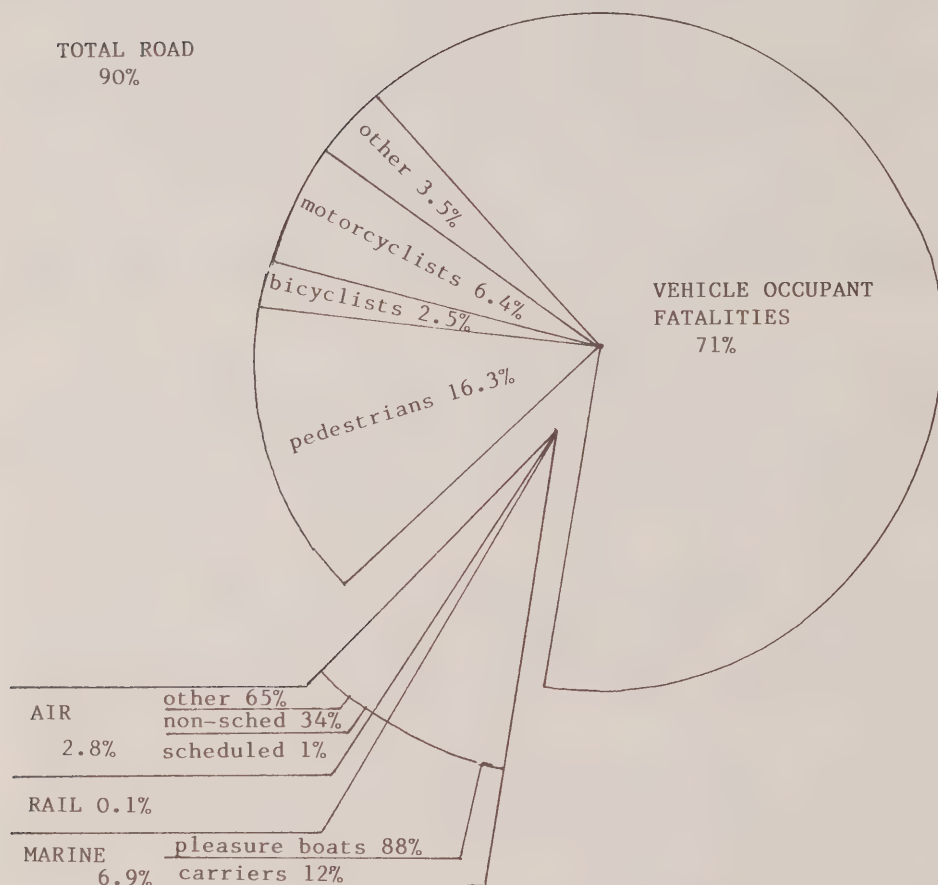 TOTAL ROAD
90%
other 3.5%
motorcyclists 6.4%
bicyclists 2.5%
pedestrians 16.3%
VEHICLE OCCUPANT
FATALITIES
71%
AIR
2.8%
other 65%
non-sched 34%
scheduled 1%
RAIL 0.1%
MARINE
6.9%
pleasure boats 88%
carriers 12%